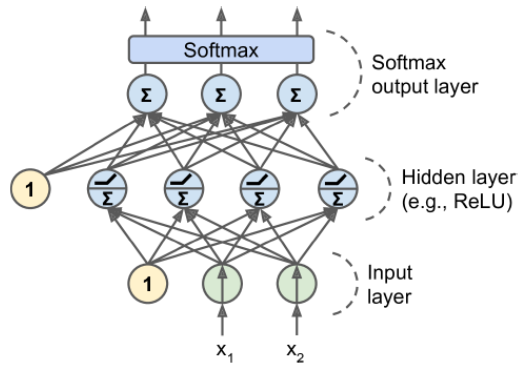 Softmax
Σ Σ Σ
Softmax
output layer
1
Σ Σ Σ Σ
Hidden layer
(e.g., ReLU)
1
Input
layer
x₁ x₂